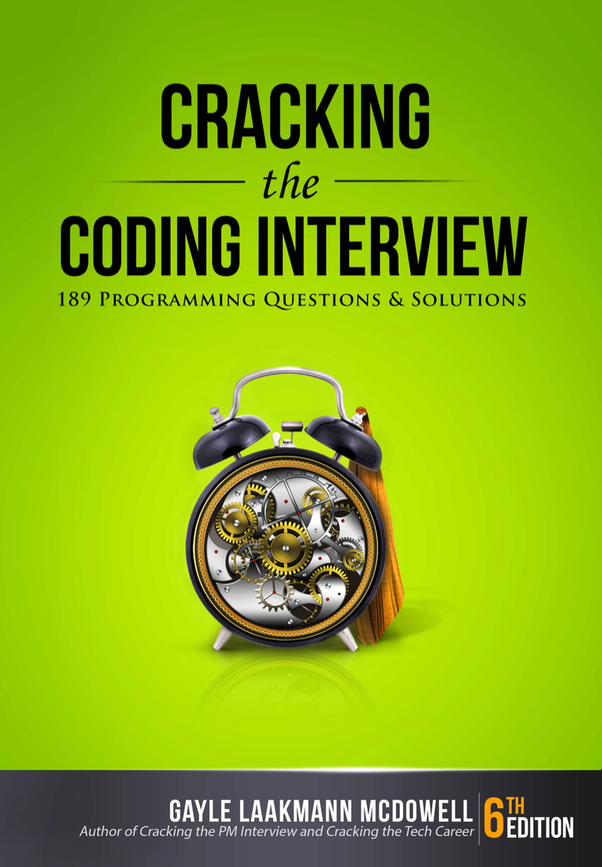 CRACKING
the
CODING INTERVIEW
189 PROGRAMMING QUESTIONS & SOLUTIONS
GAYLE LAAKMANN MCDOWELL
Author of Cracking the PM Interview and Cracking the Tech Career
6TH EDITION